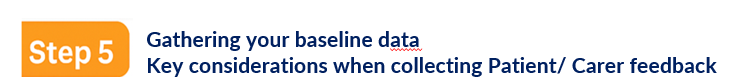 Step 5
Gathering your baseline data
Key considerations when collecting Patient/ Carer feedback